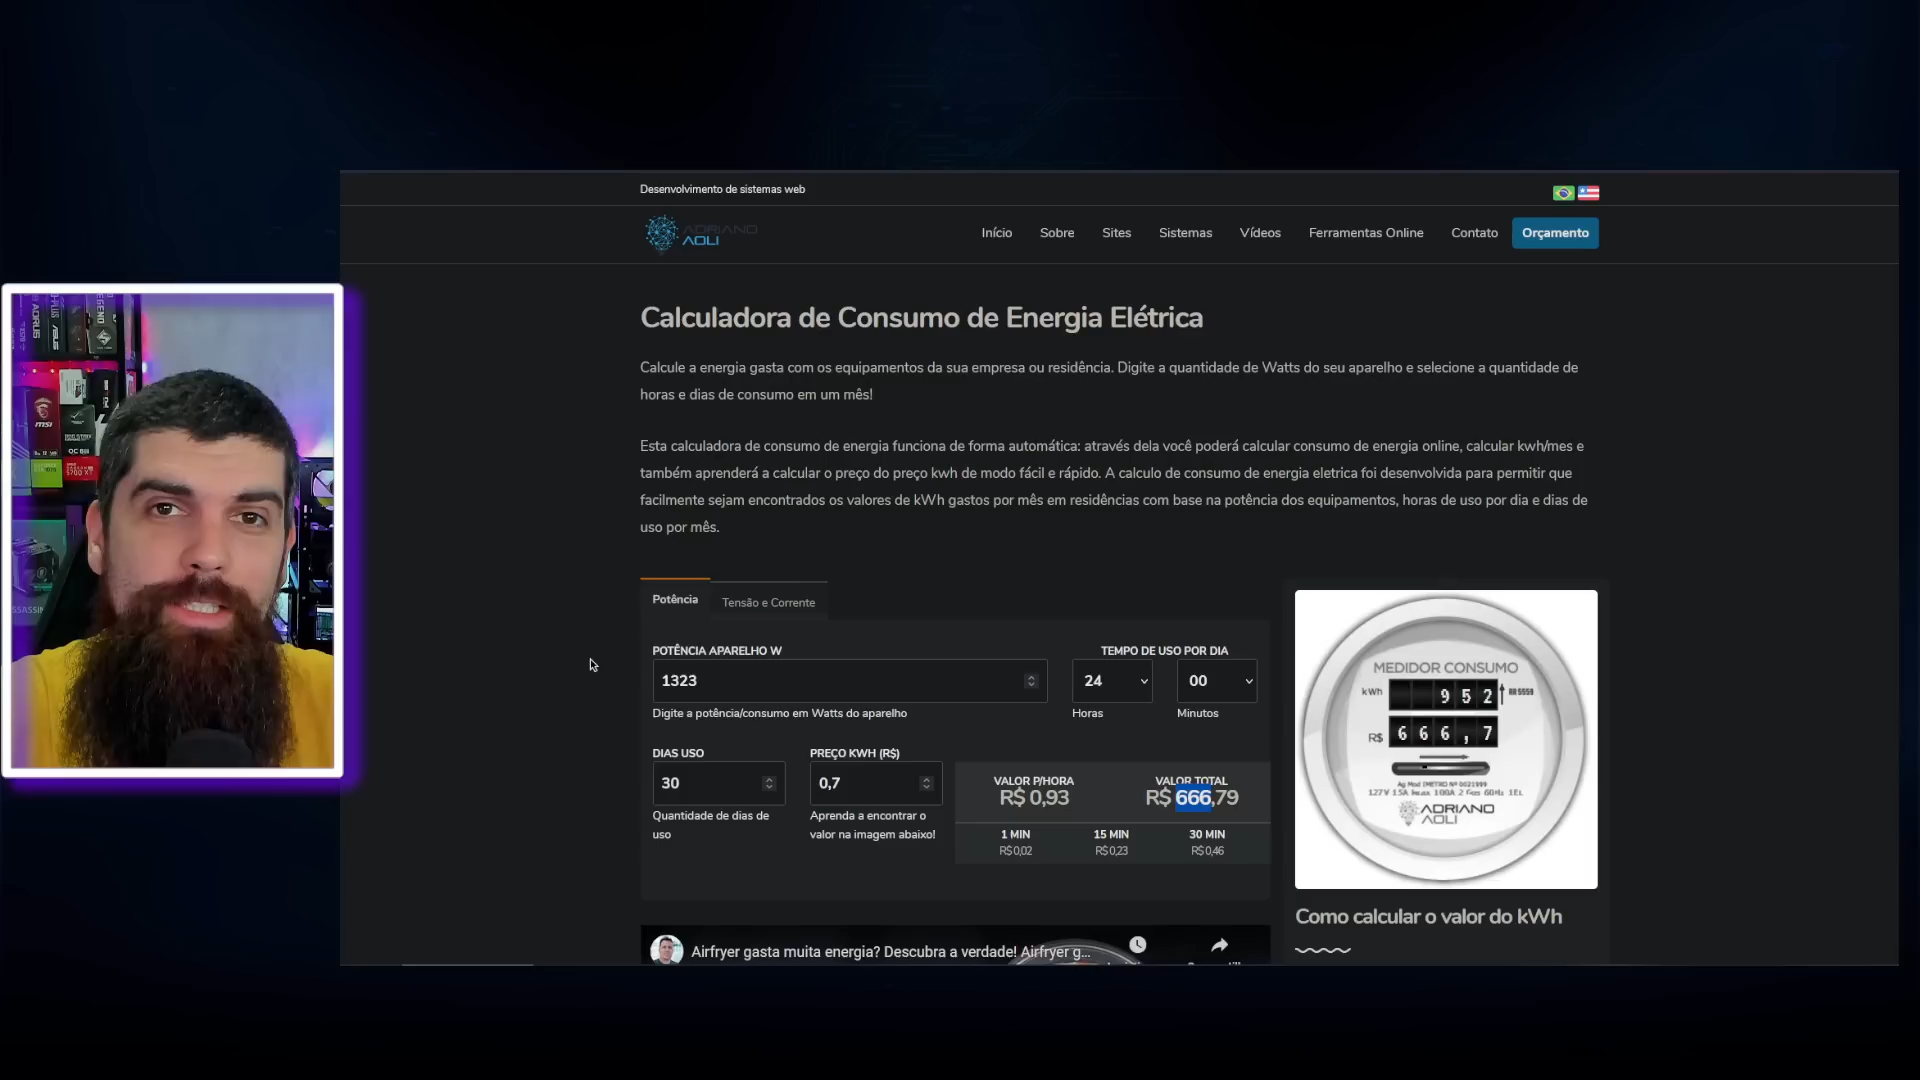 Desenvolvimento de sistemas web
ADRIANO
AOLI
Início Sobre Sites Sistemas Vídeos Ferramentas Online Contato Orçamento
Calculadora de Consumo de Energia Elétrica
Calcule a energia gasta com os equipamentos da sua empresa ou residência. Digite a quantidade de Watts do seu aparelho e selecione a quantidade de
horas e dias de consumo em um mês!
Esta calculadora de consumo de energia funciona de forma automática: através dela você poderá calcular consumo de energia online, calcular kwh/mes e
também aprenderá a calcular o preço do preço kwh de modo fácil e rápido. A calculo de consumo de energia eletrica foi desenvolvida para permitir que
facilmente sejam encontrados os valores de kWh gastos por mês em residências com base na potência dos equipamentos, horas de uso por dia e dias de
uso por mês.
Potência Tensão e Corrente
POTÊNCIA APARELHO W
1323
Digite a potência/consumo em Watts do aparelho
TEMPO DE USO POR DIA
24 00
Horas Minutos
DIAS USO
30
Quantidade de dias de
uso
PREÇO KWH (R$)
0,7
Aprenda a encontrar o
valor na imagem abaixo!
VALOR P/HORA
R$ 0,93
VALOR TOTAL
R$ 666,79
1 MIN 15 MIN 30 MIN
R$ 0,02 R$ 0,23 R$ 0,46
MEDIDOR CONSUMO
kWh 952
R$ 666,7
ADRIANO
AOLI
Como calcular o valor do kWh
Airfryer gasta muita energia? Descubra a verdade! Airfryer g...
msi
LEGEND
5700 XT